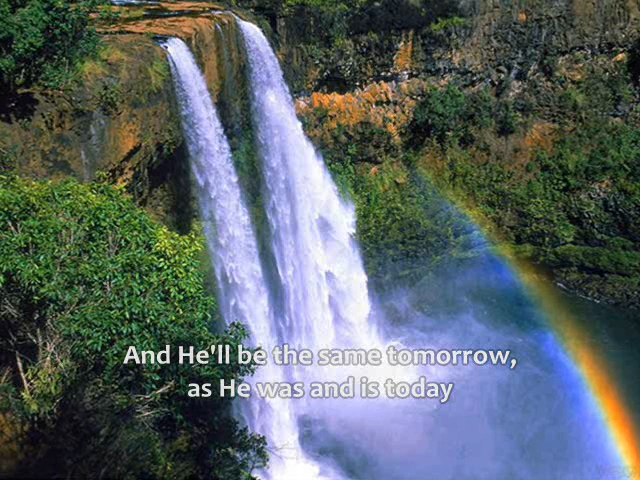 And He'll be the same tomorrow,
as He was and is today